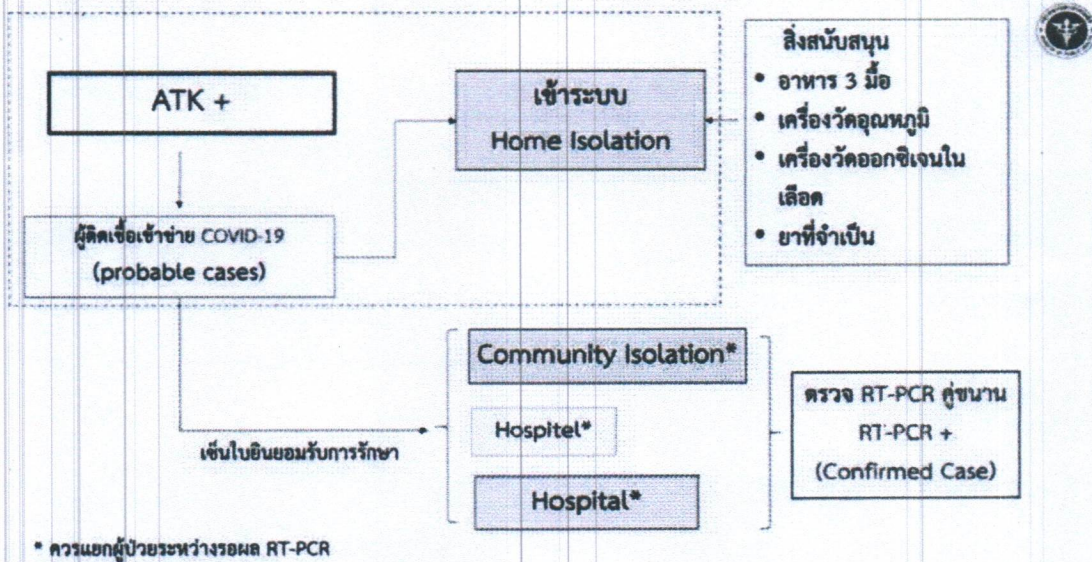 ATK +
ผู้ติดเชื้อเข้าข่าย COVID-19
(probable cases)
เข้าระบบ
Home Isolation
สิ่งสนับสนุน
• อาหาร 3 มื้อ
• เครื่องวัดอุณหภูมิ
• เครื่องวัดออกซิเจนใน
เลือด
• ยาที่จำเป็น
เซ็นใบยินยอมรับการรักษา
Community Isolation*
Hospitel*
Hospital*
ตรวจ RT-PCR คู่ขนาน
RT-PCR +
(Confirmed Case)
* ควรแยกผู้ป่วยระหว่างรอผล RT-PCR